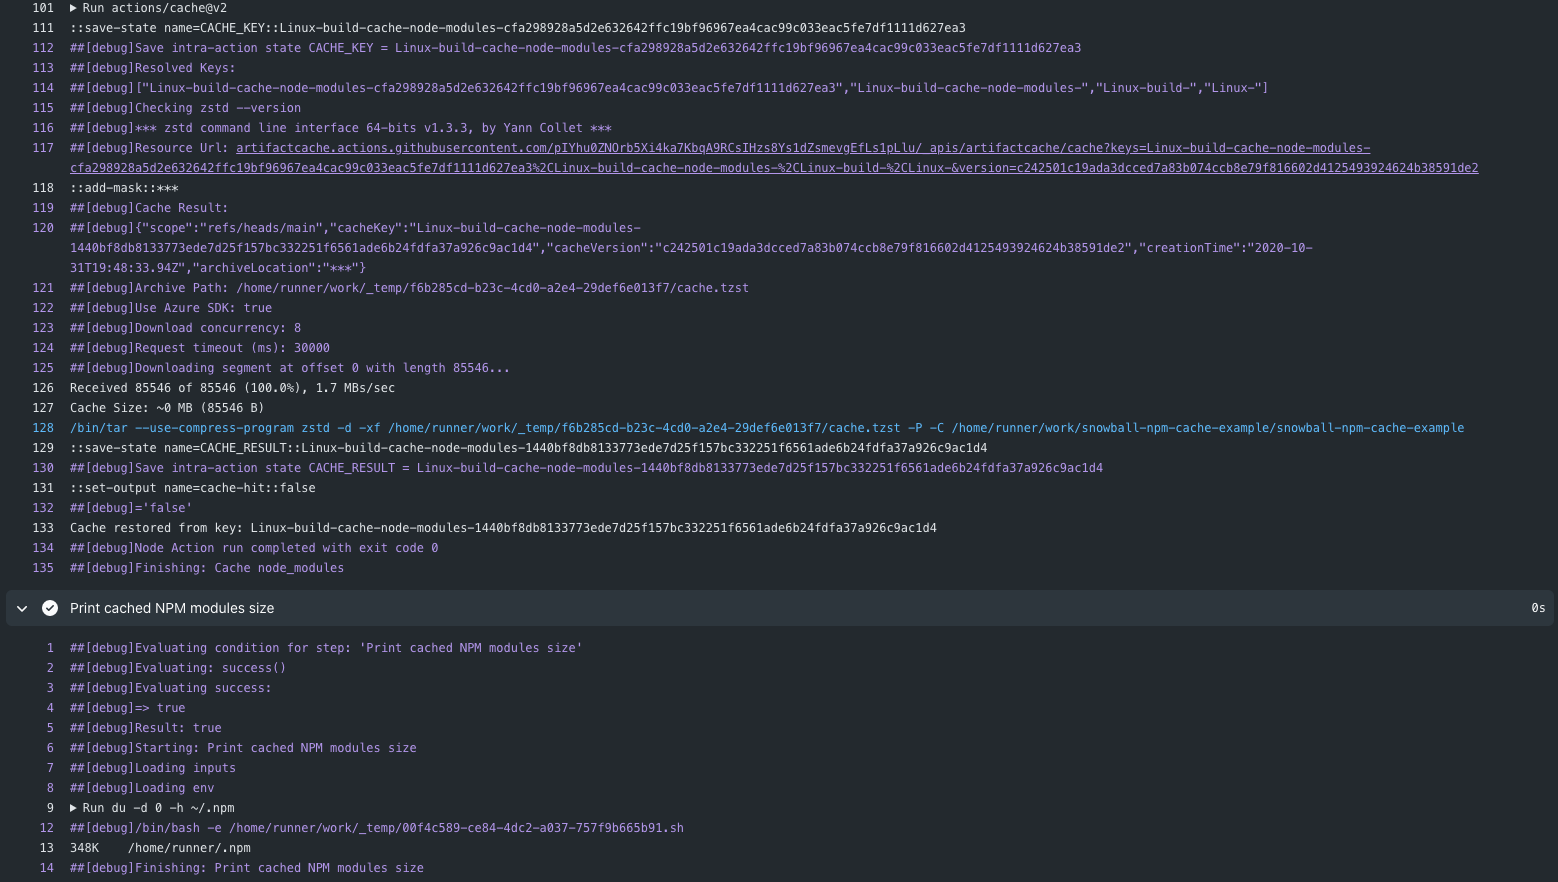 101 ▶ Run actions/cache@v2
111 ::save-state name=CACHE_KEY::Linux-build-cache-node-modules-cfa298928a5d2e632642ffc19bf96967ea4cac99c033eac5fe7df1111d627ea3
112 ##[debug]Save intra-action state CACHE_KEY = Linux-build-cache-node-modules-cfa298928a5d2e632642ffc19bf96967ea4cac99c033eac5fe7df1111d627ea3
113 ##[debug]Resolved Keys:
114 ##[debug]["Linux-build-cache-node-modules-cfa298928a5d2e632642ffc19bf96967ea4cac99c033eac5fe7df1111d627ea3","Linux-build-cache-node-modules-","Linux-build-","Linux-"]
115 ##[debug]Checking zstd --version
116 ##[debug]*** zstd command line interface 64-bits v1.3.3, by Yann Collet ***
117 ##[debug]Resource Url: artifactcache.actions.githubusercontent.com/pIYhu0ZNOrb5Xi4ka7KbqA9RCsIHzs8Ys1dZsmevgEfLs1pLlu/_apis/artifactcache/cache?keys=Linux-build-cache-node-modules-
cfa298928a5d2e632642ffc19bf96967ea4cac99c033eac5fe7df1111d627ea3%2CLinux-build-cache-node-modules-%2CLinux-build-%2CLinux-&version=c242501c19ada3dcced7a83b074ccb8e79f816602d4125493924624b38591de2
118 ::add-mask::***
119 ##[debug]Cache Result:
120 ##[debug]{"scope":"refs/heads/main","cacheKey":"Linux-build-cache-node-modules-
1440bf8db8133773ede7d25f157bc332251f6561ade6b24fdfa37a926c9ac1d4","cacheVersion":"c242501c19ada3dcced7a83b074ccb8e79f816602d4125493924624b38591de2","creationTime":"2020-10-
31T19:48:33.94Z","archiveLocation":"***"}
121 ##[debug]Archive Path: /home/runner/work/_temp/f6b285cd-b23c-4cd0-a2e4-29def6e013f7/cache.tzst
122 ##[debug]Use Azure SDK: true
123 ##[debug]Download concurrency: 8
124 ##[debug]Request timeout (ms): 30000
125 ##[debug]Downloading segment at offset 0 with length 85546...
126 Received 85546 of 85546 (100.0%), 1.7 MBs/sec
127 Cache Size: ~0 MB (85546 B)
128 /bin/tar --use-compress-program zstd -d -xf /home/runner/work/_temp/f6b285cd-b23c-4cd0-a2e4-29def6e013f7/cache.tzst -P -C /home/runner/work/snowball-npm-cache-example/snowball-npm-cache-example
129 ::save-state name=CACHE_RESULT::Linux-build-cache-node-modules-1440bf8db8133773ede7d25f157bc332251f6561ade6b24fdfa37a926c9ac1d4
130 ##[debug]Save intra-action state CACHE_RESULT = Linux-build-cache-node-modules-1440bf8db8133773ede7d25f157bc332251f6561ade6b24fdfa37a926c9ac1d4
131 ::set-output name=cache-hit::false
132 ##[debug]='false'
133 Cache restored from key: Linux-build-cache-node-modules-1440bf8db8133773ede7d25f157bc332251f6561ade6b24fdfa37a926c9ac1d4
134 ##[debug]Node Action run completed with exit code 0
135 ##[debug]Finishing: Cache node_modules
Print cached NPM modules size 0s
1 ##[debug]Evaluating condition for step: 'Print cached NPM modules size'
2 ##[debug]Evaluating: success()
3 ##[debug]Evaluating success:
4 ##[debug]=> true
5 ##[debug]Result: true
6 ##[debug]Starting: Print cached NPM modules size
7 ##[debug]Loading inputs
8 ##[debug]Loading env
9 ▶ Run du -d 0 -h ~/.npm
12 ##[debug]/bin/bash -e /home/runner/work/_temp/00f4c589-ce84-4dc2-a037-757f9b665b91.sh
13 348K /home/runner/.npm
14 ##[debug]Finishing: Print cached NPM modules size